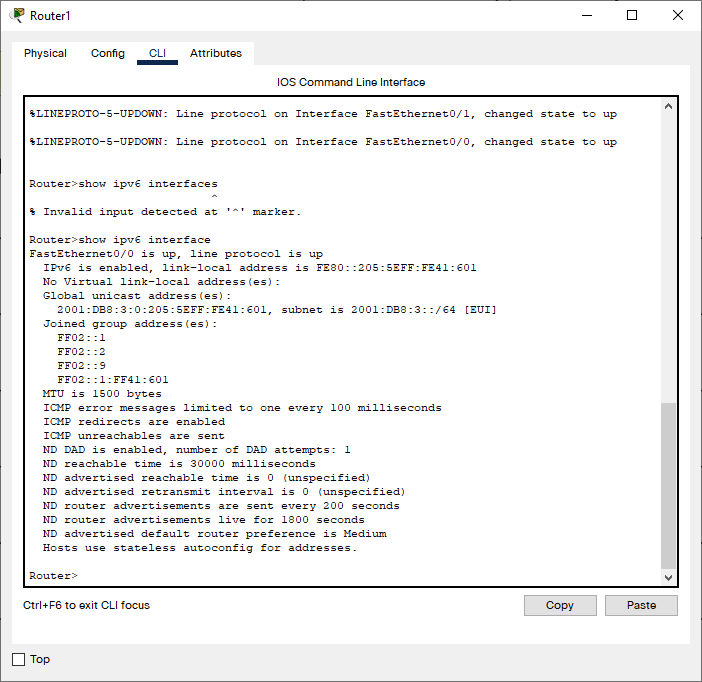 Router1
Physical Config CLI Attributes
IOS Command Line Interface
%LINEPROTO-5-UPDOWN: Line protocol on Interface FastEthernet0/1, changed state to up
%LINEPROTO-5-UPDOWN: Line protocol on Interface FastEthernet0/0, changed state to up
Router>show ipv6 interfaces
^
% Invalid input detected at '^' marker.
Router>show ipv6 interface
FastEthernet0/0 is up, line protocol is up
IPv6 is enabled, link-local address is FE80::205:5EFF:FE41:601
No Virtual link-local address(es):
Global unicast address(es):
2001:DB8:3:0:205:5EFF:FE41:601, subnet is 2001:DB8:3::/64 [EUI]
Joined group address(es):
FF02::1
FF02::2
FF02::9
FF02::1:FF41:601
MTU is 1500 bytes
ICMP error messages limited to one every 100 milliseconds
ICMP redirects are enabled
ICMP unreachables are sent
ND DAD is enabled, number of DAD attempts: 1
ND reachable time is 30000 milliseconds
ND advertised reachable time is 0 (unspecified)
ND advertised retransmit interval is 0 (unspecified)
ND router advertisements are sent every 200 seconds
ND router advertisements live for 1800 seconds
ND advertised default router preference is Medium
Hosts use stateless autoconfig for addresses.
Router>
Ctrl+F6 to exit CLI focus
Copy Paste
Top